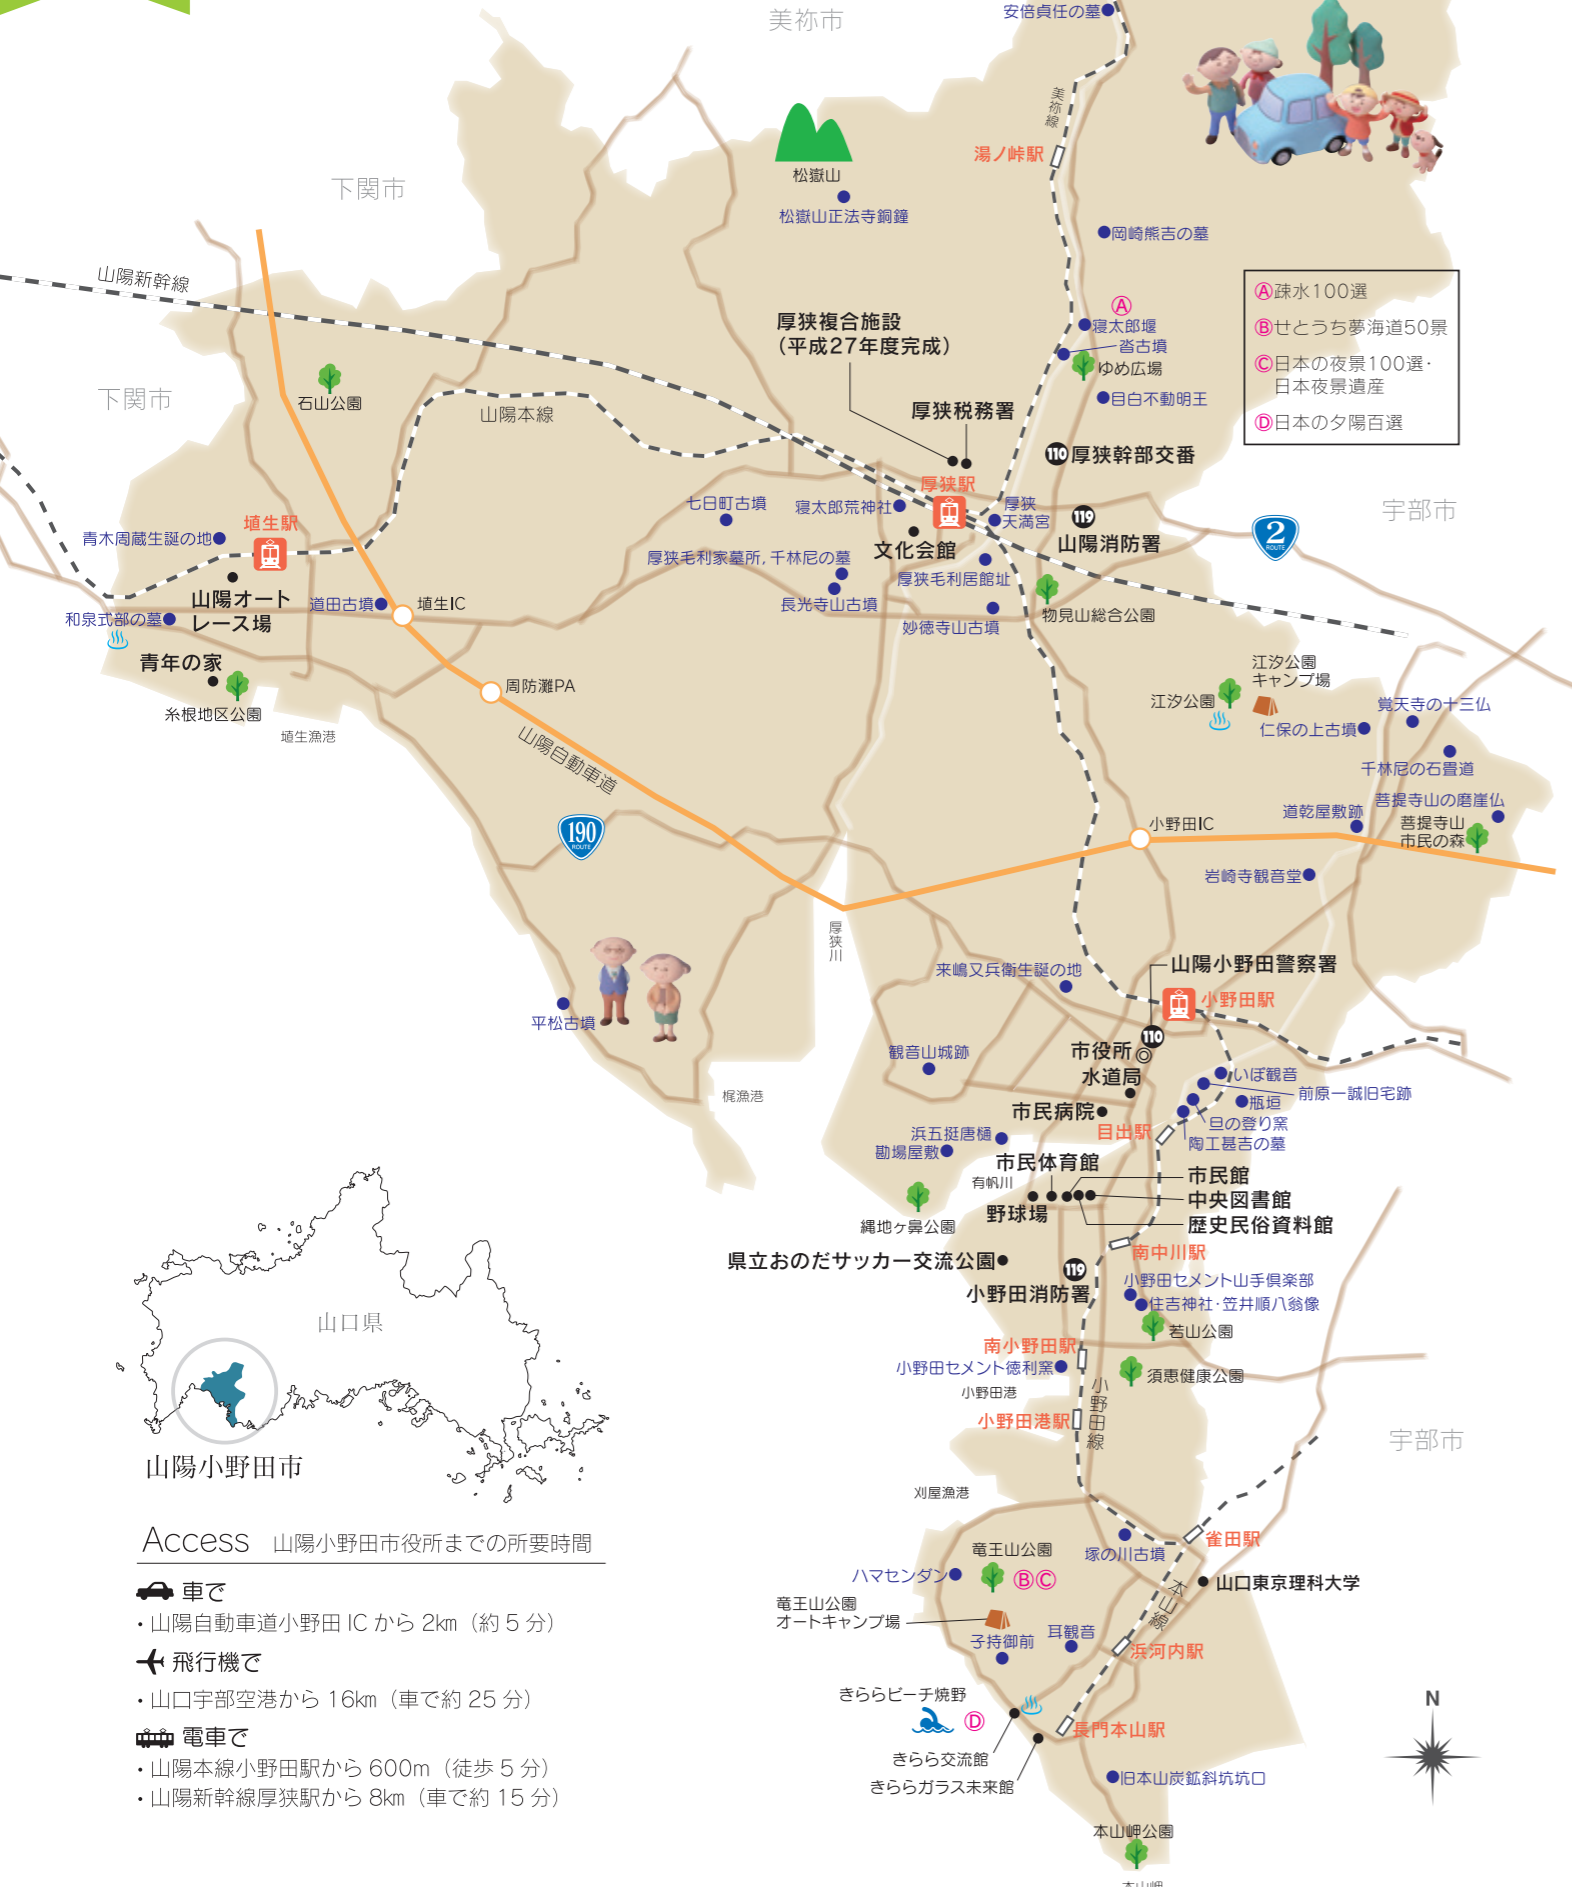 美祢市
安倍貞任の墓
美祢線
湯ノ峠駅
松嶽山
松嶽山正法寺銅鐘
下関市
岡崎熊吉の墓
山陽新幹線
Ⓐ疎水100選
Ⓑせとうち夢海道50景
Ⓒ日本の夜景100選・
日本夜景遺産
Ⓓ日本の夕陽百選
Ⓐ
寝太郎堰
沓古墳
ゆめ広場
目白不動明王
厚狭複合施設
（平成27年度完成）
厚狭税務署
下関市
石山公園
山陽本線
110
厚狭幹部交番
厚狭駅
宇部市
七日町古墳
寝太郎荒神社
厚狭
天満宮
119
山陽消防署
2
ROUTE
文化会館
埴生駅
青木周蔵生誕の地
厚狭毛利家墓所，千林尼の墓
厚狭毛利居館址
山陽オート
レース場
道田古墳
埴生IC
長光寺山古墳
妙徳寺山古墳
物見山総合公園
和泉式部の墓
青年の家
糸根地区公園
埴生漁港
周防灘PA
山陽自動車道
江汐公園
キャンプ場
江汐公園
仁保の上古墳
覚天寺の十三仏
千林尼の石畳道
道乾屋敷跡
菩提寺山の磨崖仏
菩提寺山
市民の森
190
ROUTE
小野田IC
岩崎寺観音堂
厚狭川
来嶋又兵衛生誕の地
山陽小野田警察署
小野田駅
平松古墳
観音山城跡
110
市役所
水道局
いぼ観音
前原一誠旧宅跡
瓶垣
旦の登り窯
陶工甚吉の墓
梶漁港
市民病院
目出駅
浜五挺唐樋
勘場屋敷
市民体育館
有帆川
市民館
中央図書館
歴史民俗資料館
野球場
縄地ヶ鼻公園
南中川駅
県立おのだサッカー交流公園
119
小野田消防署
小野田セメント山手倶楽部
住吉神社・笠井順八翁像
若山公園
南小野田駅
小野田セメント徳利窯
須恵健康公園
小野田港
小野田港駅
小野田線
宇部市
山口県
山陽小野田市
刈屋漁港
雀田駅
塚の川古墳
竜王山公園
ⒷⒸ
ハマセンダン
山口東京理科大学
本山線
竜王山公園
オートキャンプ場
子持御前
耳観音
浜河内駅
きららビーチ焼野
Ⓓ
長門本山駅
きらら交流館
きららガラス未来館
旧本山炭鉱斜坑坑口
本山岬公園
本山岬
N
Access 山陽小野田市役所までの所要時間
車で
・山陽自動車道小野田 IC から 2km（約 5 分）
飛行機で
・山口宇部空港から 16km（車で約 25 分）
電車で
・山陽本線小野田駅から 600m（徒歩 5 分）
・山陽新幹線厚狭駅から 8km（車で約 15 分）